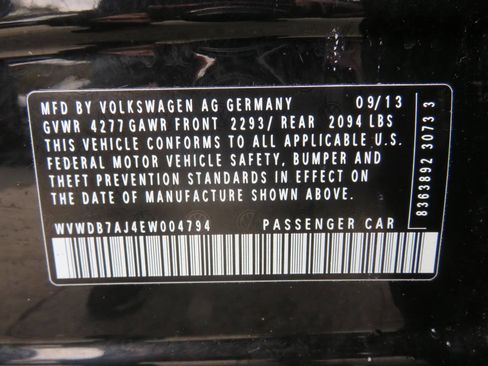 MFD BY VOLKSWAGEN AG GERMANY 09/13
GVWR 4277 GAWR FRONT 2293/ REAR 2094 LBS
THIS VEHICLE CONFORMS TO ALL APPLICABLE U.S.
FEDERAL MOTOR VEHICLE SAFETY, BUMPER AND
THEFT PREVENTION STANDARDS IN EFFECT ON
THE DATE OF MANUFACTURE SHOWN ABOVE.
WVWDB7AJ4EW004794 PASSENGER CAR
8363892 3073 3